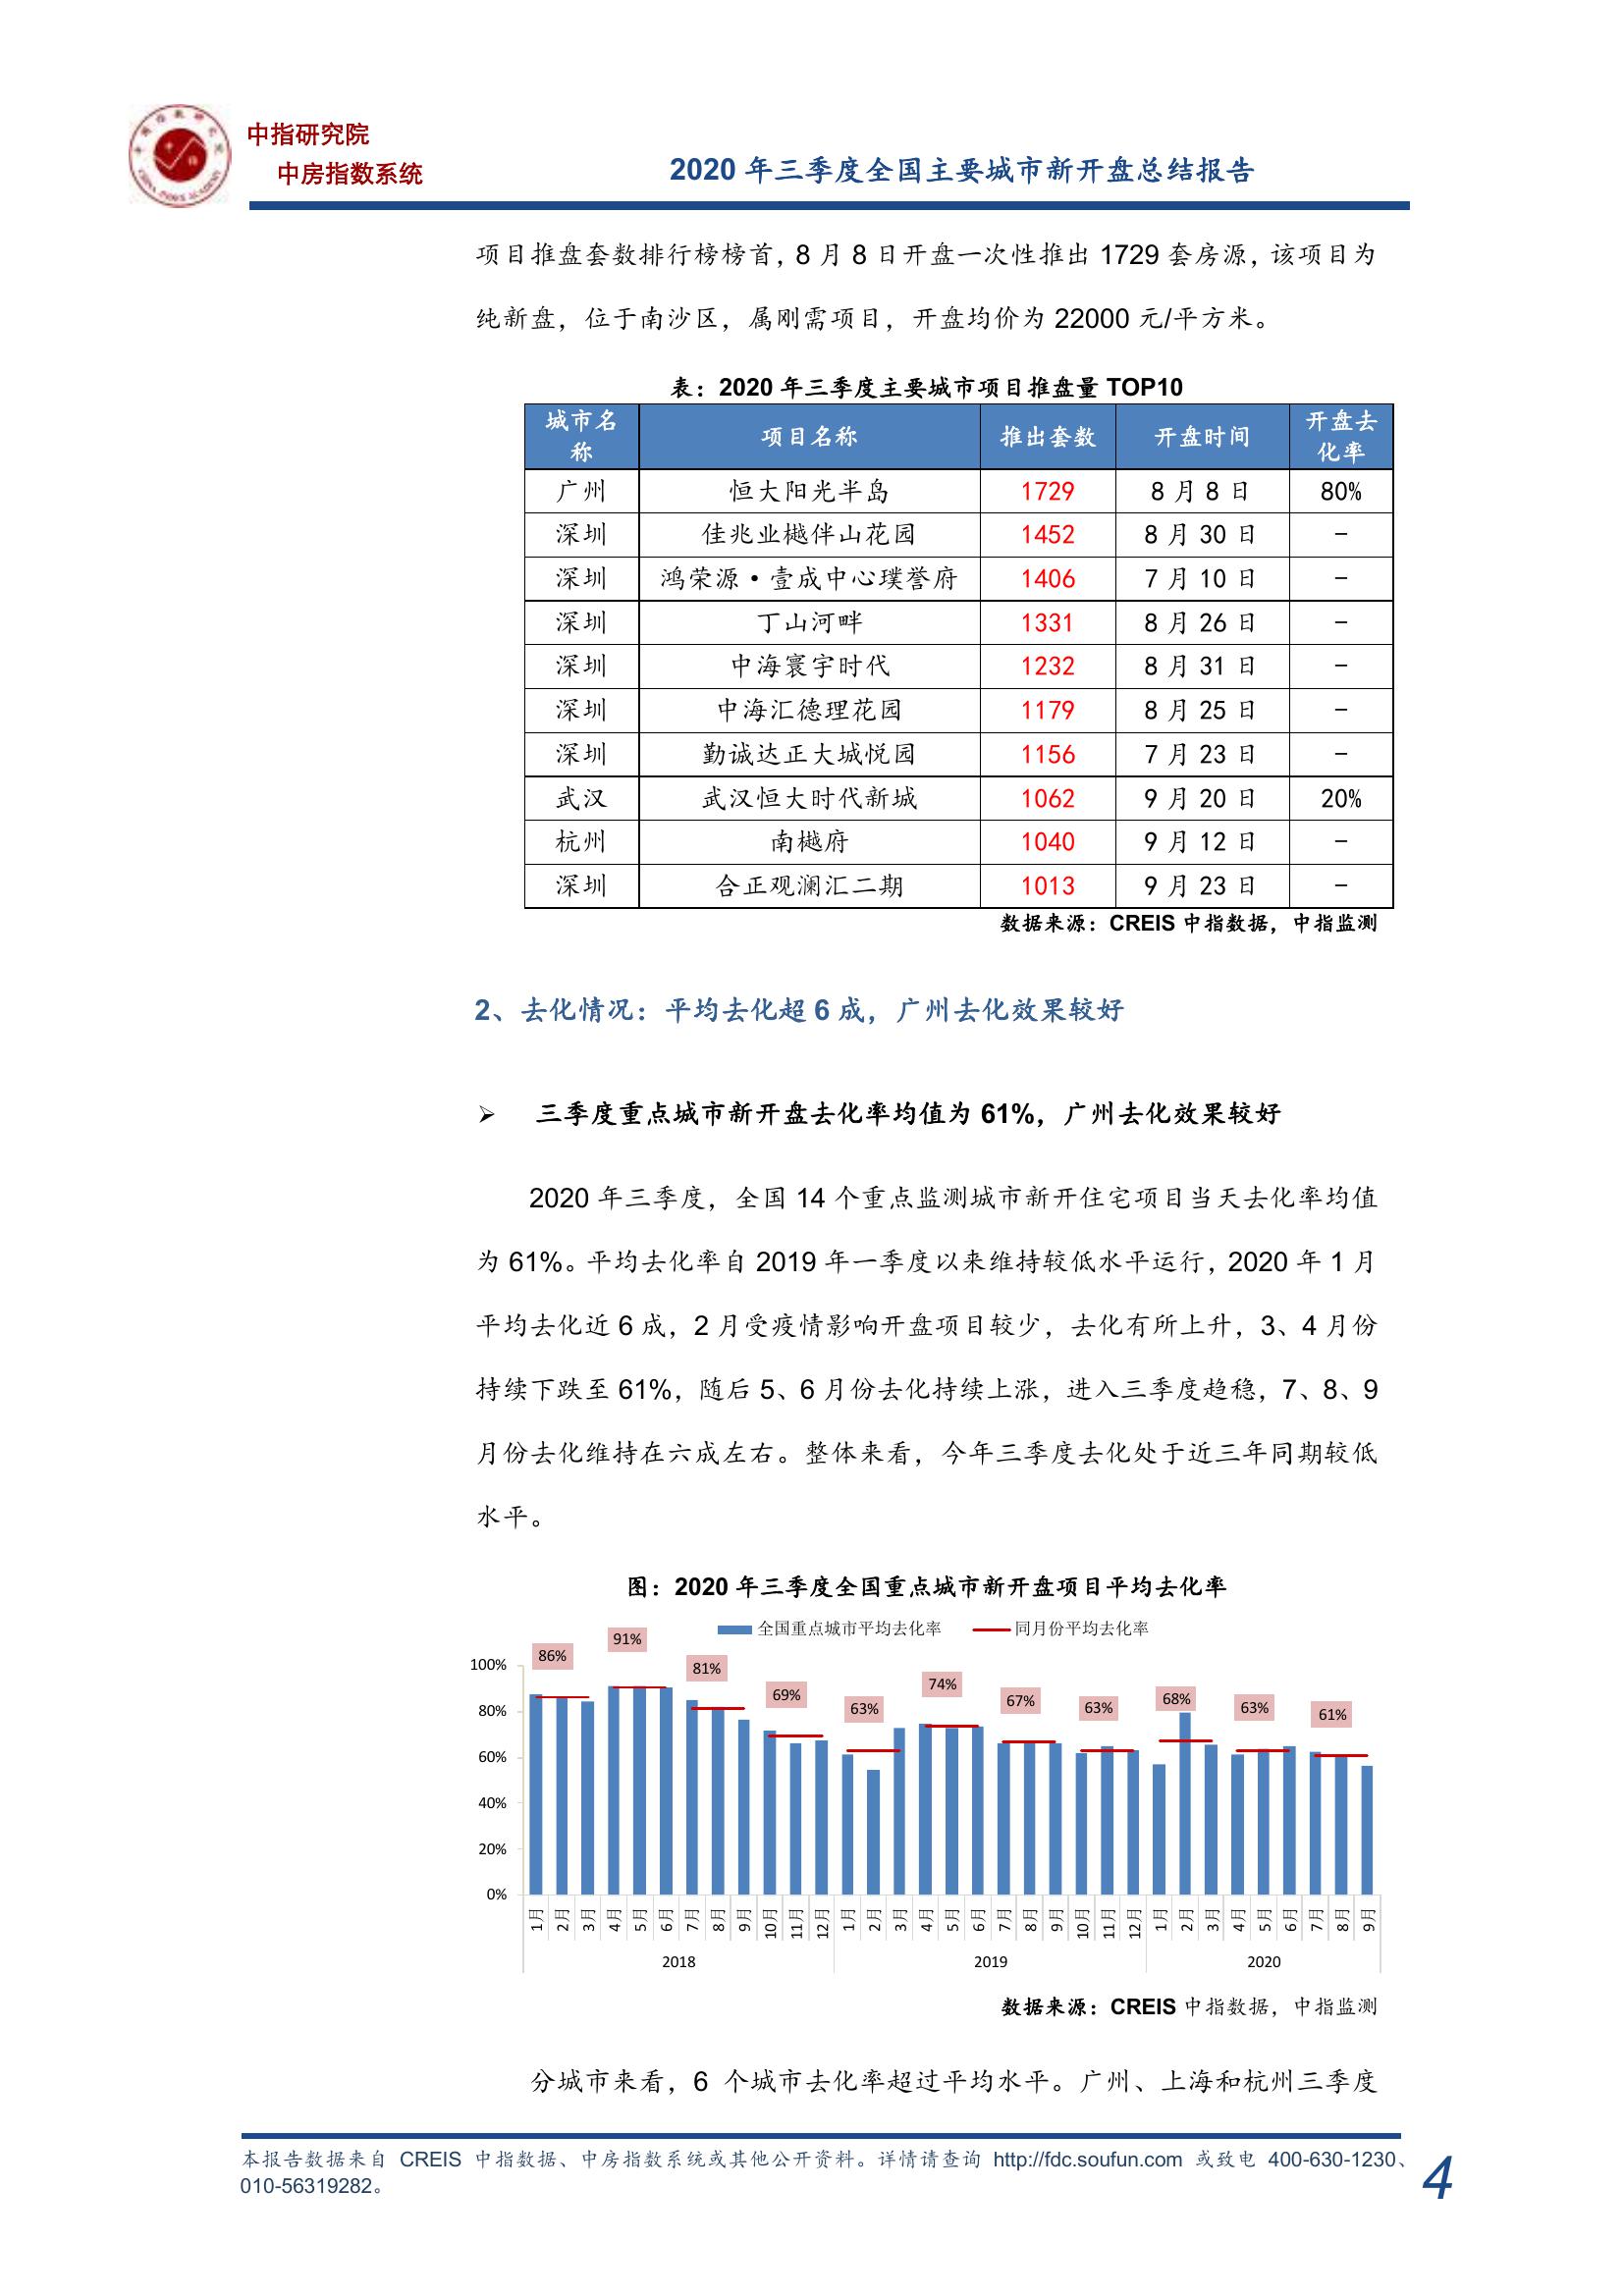 中指研究院
中房指数系统
2020 年三季度全国主要城市新开盘总结报告
项目推盘套数排行榜榜首，8 月 8 日开盘一次性推出 1729 套房源，该项目为
纯新盘，位于南沙区，属刚需项目，开盘均价为 22000 元/平方米。
表：2020 年三季度主要城市项目推盘量 TOP10
城市名称 项目名称 推出套数 开盘时间 开盘去化率
广州 恒大阳光半岛 1729 8 月 8 日 80%
深圳 佳兆业樾伴山花园 1452 8 月 30 日 –
深圳 鸿荣源·壹成中心璞誉府 1406 7 月 10 日 –
深圳 丁山河畔 1331 8 月 26 日 –
深圳 中海寰宇时代 1232 8 月 31 日 –
深圳 中海汇德理花园 1179 8 月 25 日 –
深圳 勤诚达正大城悦园 1156 7 月 23 日 –
武汉 武汉恒大时代新城 1062 9 月 20 日 20%
杭州 南樾府 1040 9 月 12 日 –
深圳 合正观澜汇二期 1013 9 月 23 日 –
数据来源：CREIS 中指数据，中指监测
2、去化情况：平均去化超 6 成，广州去化效果较好
➢ 三季度重点城市新开盘去化率均值为 61%，广州去化效果较好
2020 年三季度，全国 14 个重点监测城市新开住宅项目当天去化率均值
为 61%。平均去化率自 2019 年一季度以来维持较低水平运行，2020 年 1 月
平均去化近 6 成，2 月受疫情影响开盘项目较少，去化有所上升，3、4 月份
持续下跌至 61%，随后 5、6 月份去化持续上涨，进入三季度趋稳，7、8、9
月份去化维持在六成左右。整体来看，今年三季度去化处于近三年同期较低
水平。
图：2020 年三季度全国重点城市新开盘项目平均去化率
全国重点城市平均去化率 同月份平均去化率
86% 91% 81% 69% 63% 74% 67% 63% 68% 63% 61%
100%
80%
60%
40%
20%
0%
1月 2月 3月 4月 5月 6月 7月 8月 9月 10月 11月 12月 1月 2月 3月 4月 5月 6月 7月 8月 9月 10月 11月 12月 1月 2月 3月 4月 5月 6月 7月 8月 9月
2018 2019 2020
数据来源：CREIS 中指数据，中指监测
分城市来看，6 个城市去化率超过平均水平。广州、上海和杭州三季度
本报告数据来自 CREIS 中指数据、中房指数系统或其他公开资料。详情请查询 http://fdc.soufun.com 或致电 400-630-1230、
010-56319282。
4